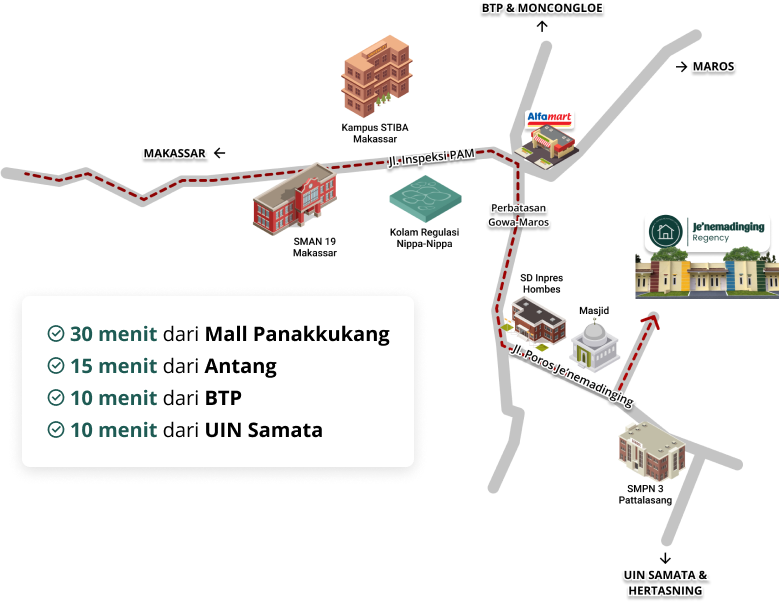 BTP & MONCONGLOE
MAROS
Kampus STIBA
Makassar
Alfamart
MAKASSAR
Jl. Inspeksi PAM
SMAN 19
Makassar
Kolam Regulasi
Nippa-Nippa
Perbatasan
Gowa-Maros
Je'nemadinging
Regency
SD Inpres
Hombes
Masjid
Jl. Poros Je'nemadinging
30 menit dari Mall Panakkukang
15 menit dari Antang
10 menit dari BTP
10 menit dari UIN Samata
SMPN 3
Pattalasang
UIN SAMATA &
HERTASNING